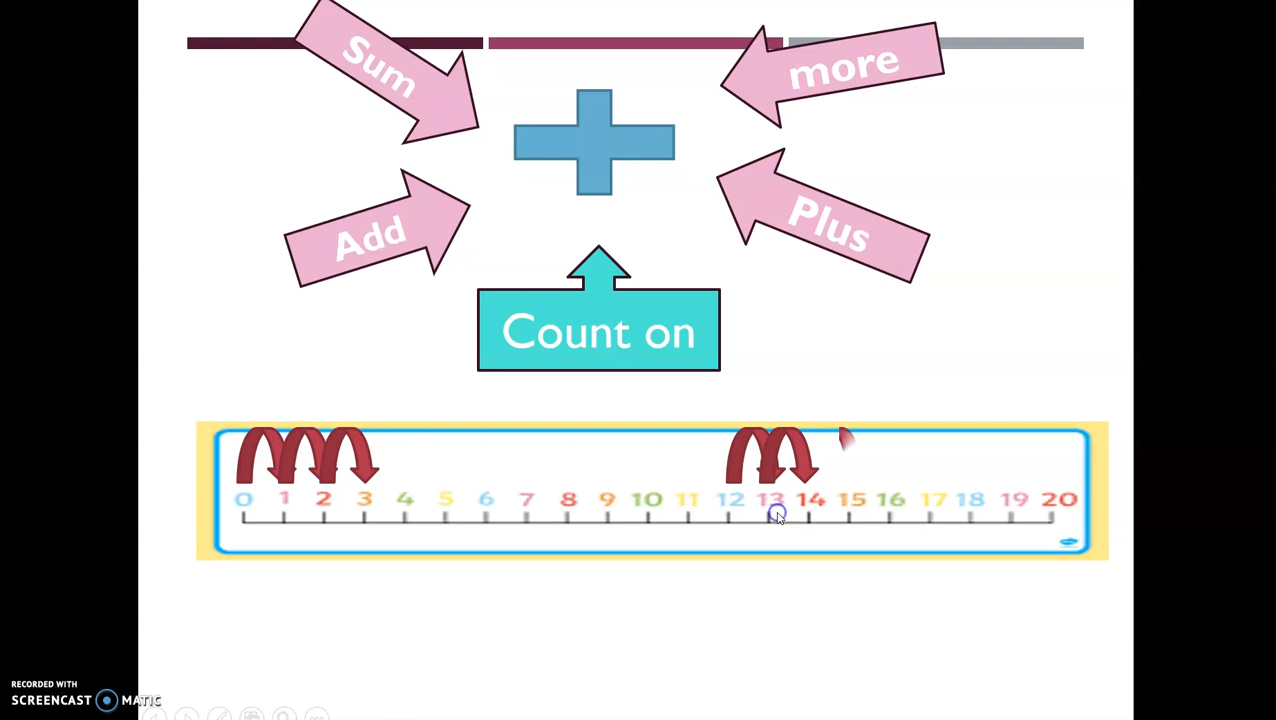 Sum
more
Add
Plus
Count on
0 1 2 3 4 5 6 7 8 9 10 11 12 13 14 15 16 17 18 19 20
RECORDED WITH
SCREENCAST MATIC